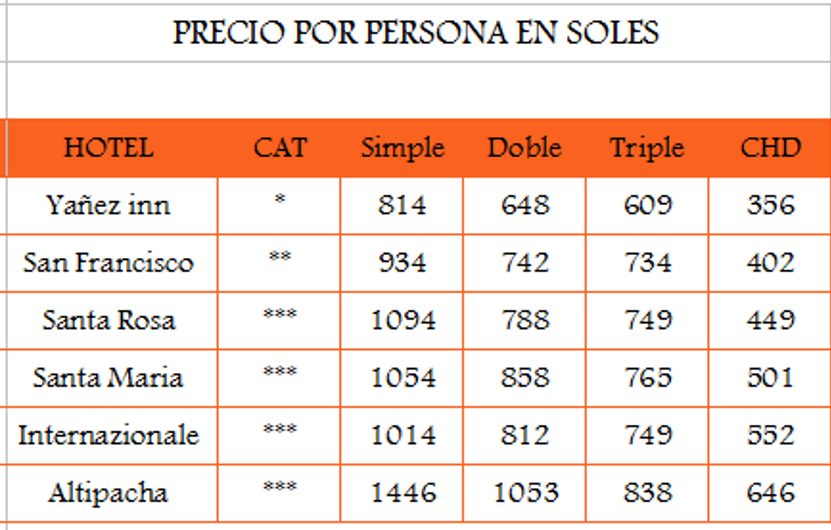 PRECIO POR PERSONA EN SOLES
HOTEL CAT Simple Doble Triple CHD
Yañez inn * 814 648 609 356
San Francisco ** 934 742 734 402
Santa Rosa *** 1094 788 749 449
Santa Maria *** 1054 858 765 501
Internazionale *** 1014 812 749 552
Altipacha *** 1446 1053 838 646